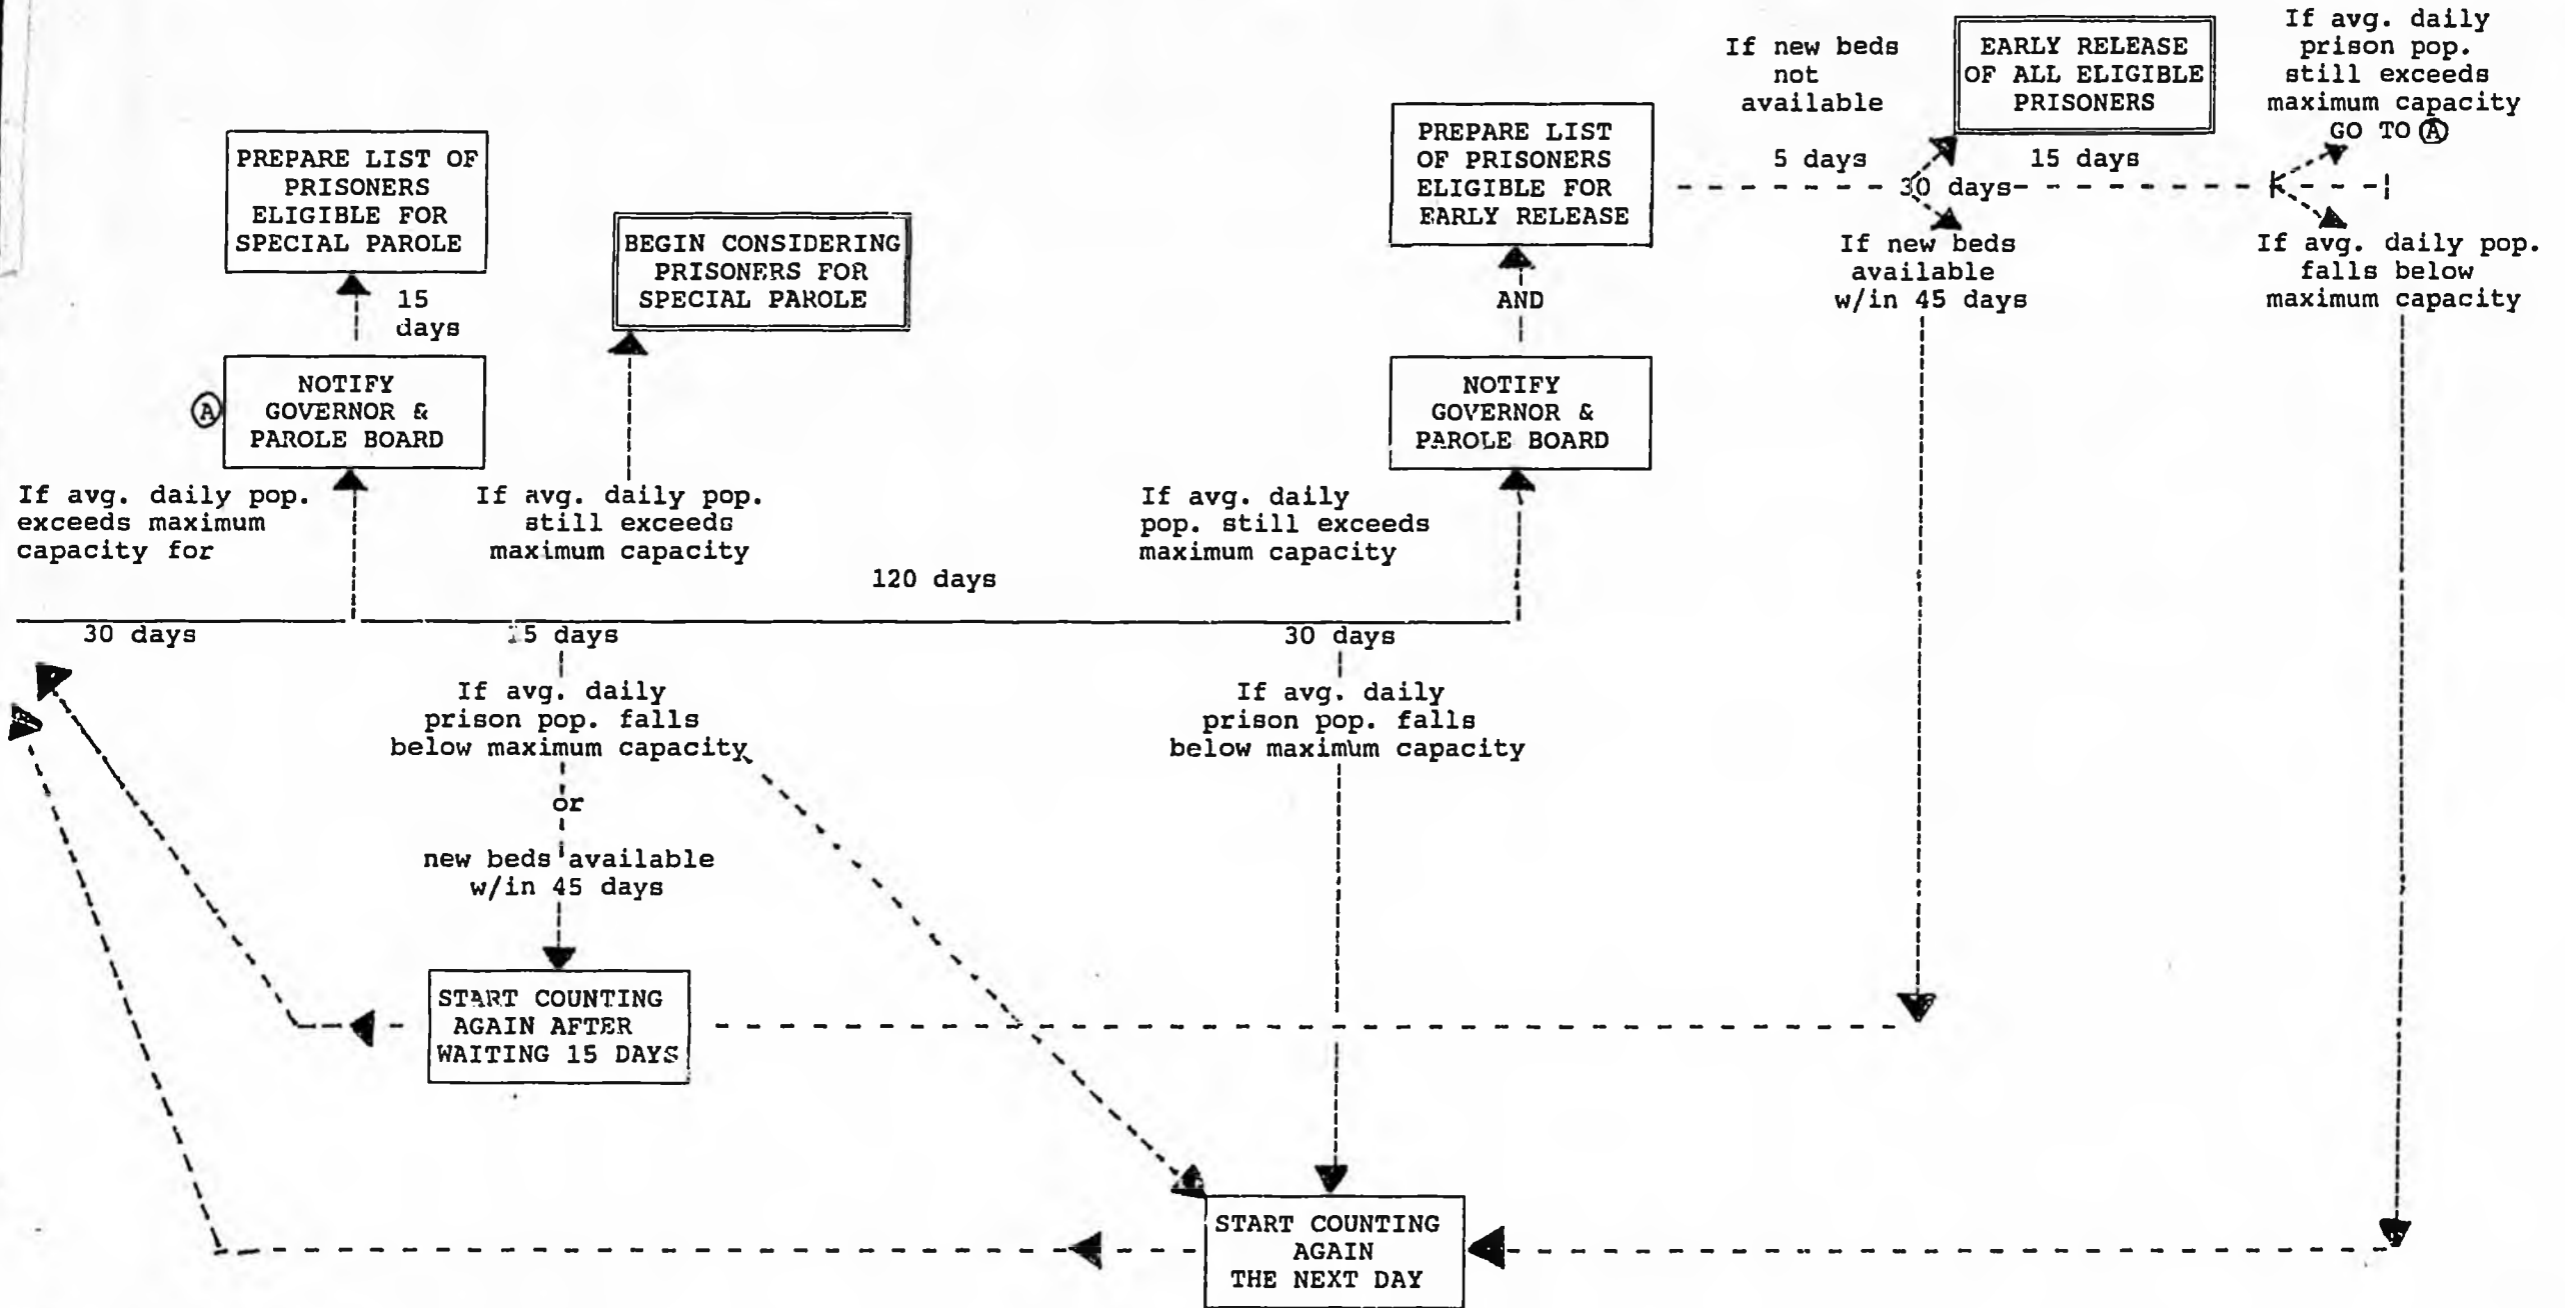 PREPARE LIST OF
PRISONERS
ELIGIBLE FOR
SPECIAL PAROLE
15
days
NOTIFY
GOVERNOR &
PAROLE BOARD
A
If avg. daily pop.
exceeds maximum
capacity for
30 days
BEGIN CONSIDERING
PRISONERS FOR
SPECIAL PAROLE
If avg. daily pop.
still exceeds
maximum capacity
120 days
5 days
If avg. daily
prison pop. falls
below maximum capacity
or
new beds available
w/in 45 days
START COUNTING
AGAIN AFTER
WAITING 15 DAYS
PREPARE LIST
OF PRISONERS
ELIGIBLE FOR
EARLY RELEASE
AND
NOTIFY
GOVERNOR &
PAROLE BOARD
If avg. daily
pop. still exceeds
maximum capacity
30 days
If avg. daily
prison pop. falls
below maximum capacity
START COUNTING
AGAIN
THE NEXT DAY
If new beds
not
available
5 days
30 days
EARLY RELEASE
OF ALL ELIGIBLE
PRISONERS
15 days
If new beds
available
w/in 45 days
If avg. daily
prison pop.
still exceeds
maximum capacity
GO TO A
If avg. daily pop.
falls below
maximum capacity